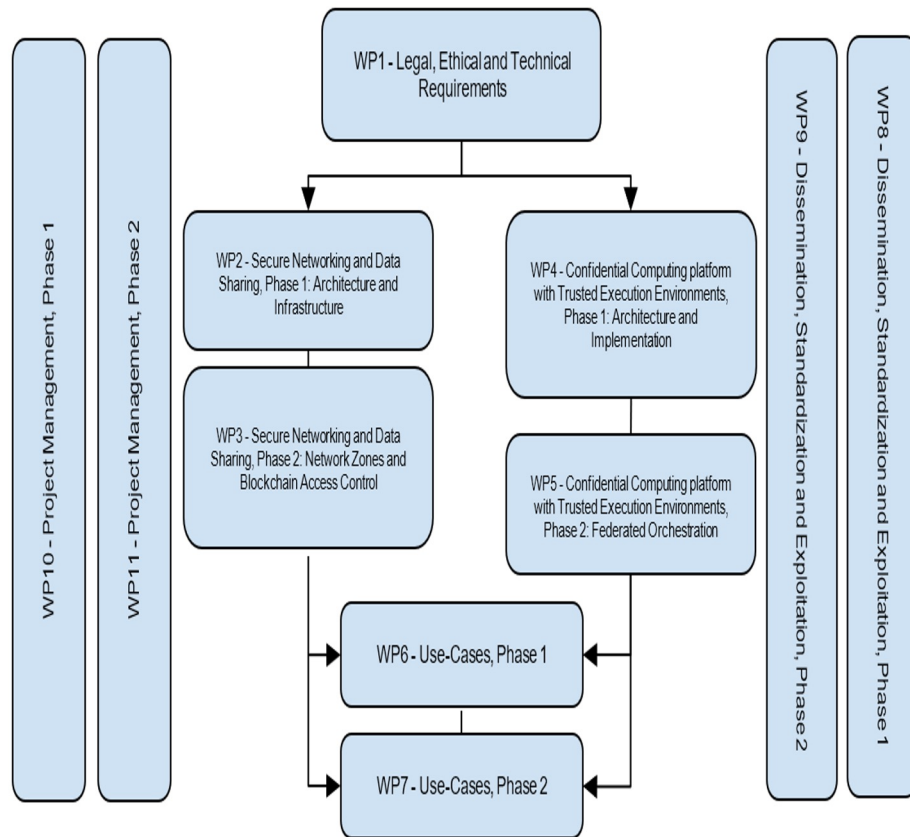 WP10 - Project Management, Phase 1
WP11 - Project Management, Phase 2
WP1 - Legal, Ethical and Technical
Requirements
WP2 - Secure Networking and Data
Sharing, Phase 1: Architecture and
Infrastructure
WP3 - Secure Networking and Data
Sharing, Phase 2: Network Zones and
Blockchain Access Control
WP4 - Confidential Computing platform
with Trusted Execution Environments,
Phase 1: Architecture and
Implementation
WP5 - Confidential Computing platform
with Trusted Execution Environments,
Phase 2: Federated Orchestration
WP6 - Use-Cases, Phase 1
WP7 - Use-Cases, Phase 2
WP9 - Dissemination, Standardization and Exploitation, Phase 2
WP8 - Dissemination, Standardization and Exploitation, Phase 1